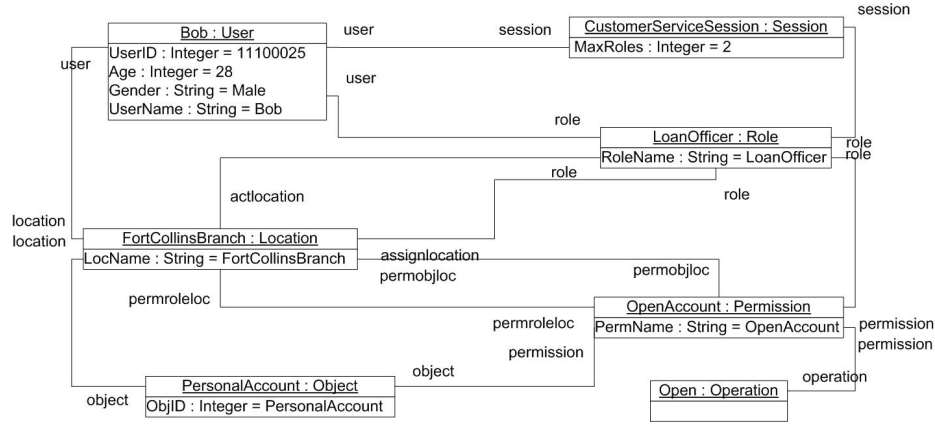 session
Bob : User
user
session
CustomerServiceSession : Session
UserID : Integer = 11100025
MaxRoles : Integer = 2
user
Age : Integer = 28
user
Gender : String = Male
UserName : String = Bob
role
LoanOfficer : Role
role
RoleName : String = LoanOfficer
role
role
actlocation
role
location
FortCollinsBranch : Location
location
LocName : String = FortCollinsBranch
assignlocation
permobjloc
permobjloc
permroleloc
OpenAccount : Permission
permroleloc
PermName : String = OpenAccount
permission
permission
permission
object
operation
PersonalAccount : Object
Open : Operation
object
ObjID : Integer = PersonalAccount